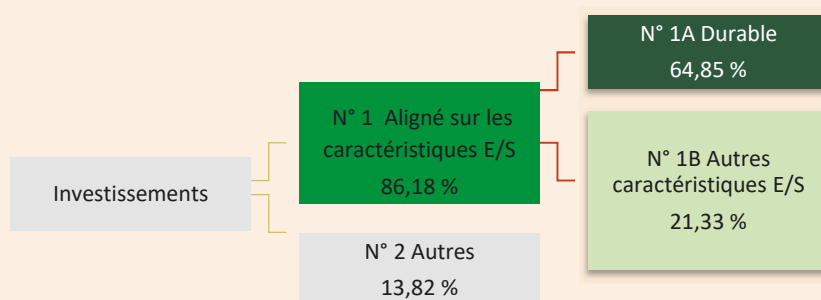 Investissements
N° 1 Aligné sur les
caractéristiques E/S
86,18 %
N° 2 Autres
13,82 %
N° 1A Durable
64,85 %
N° 1B Autres
caractéristiques E/S
21,33 %